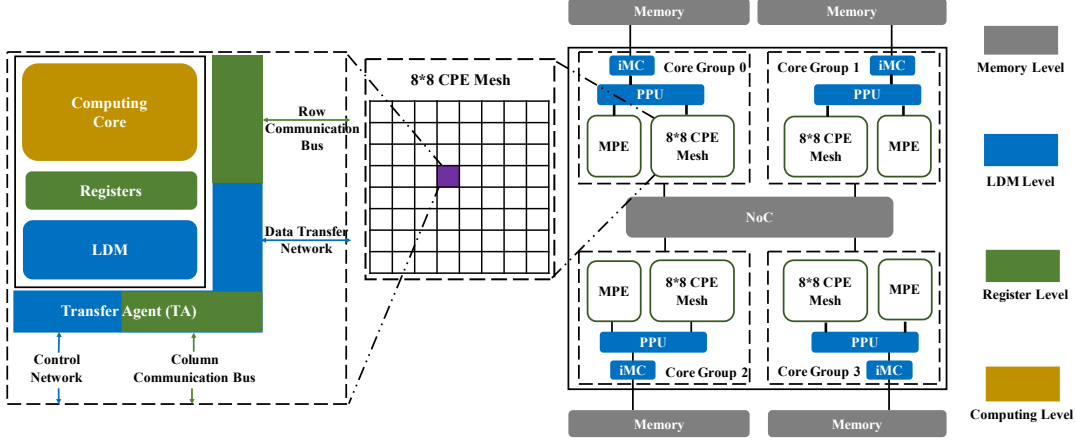 Computing
Core
Registers
LDM
Transfer Agent (TA)
Control
Network
Column
Communication Bus
Row
Communication
Bus
Data Transfer
Network
8*8 CPE Mesh
Memory
Memory
Core Group 0
iMC
PPU
MPE
8*8 CPE
Mesh
Core Group 1
iMC
PPU
8*8 CPE
Mesh
MPE
NoC
MPE
8*8 CPE
Mesh
PPU
iMC
Core Group 2
8*8 CPE
Mesh
MPE
PPU
Core Group 3
iMC
Memory
Memory
Memory Level
LDM Level
Register Level
Computing Level